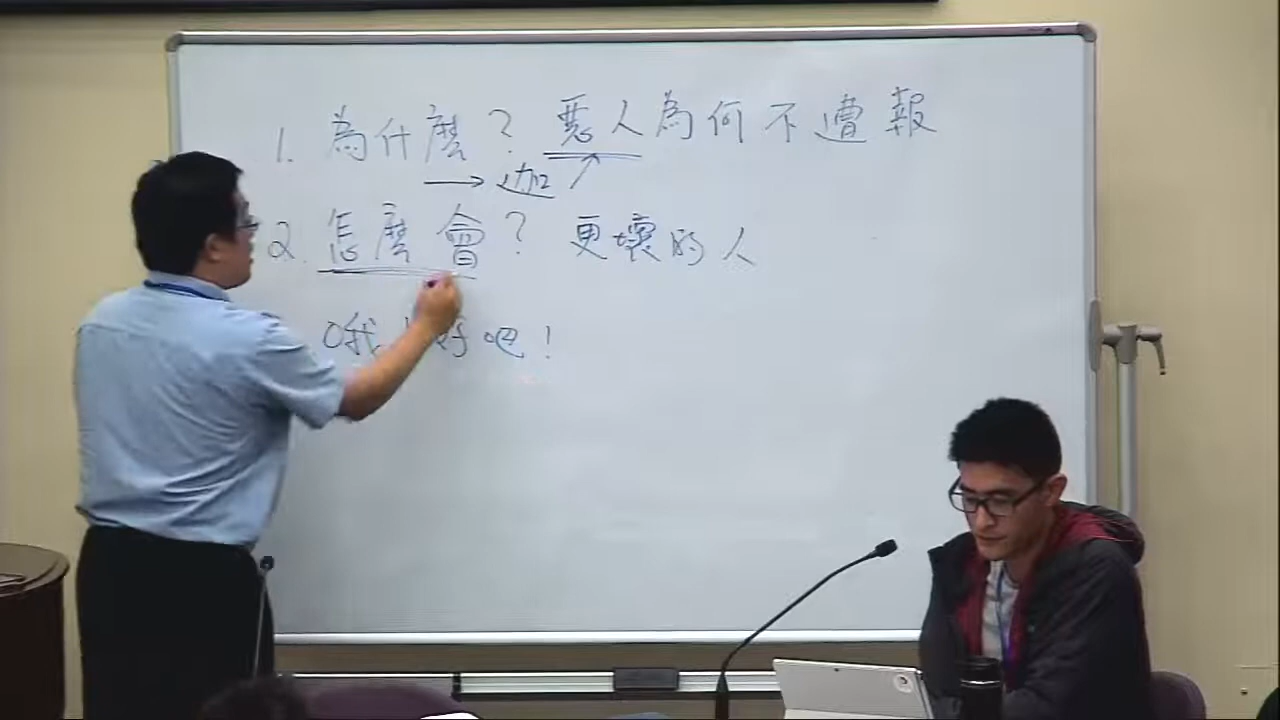 1. 為什麼? 惡人為何不遭報
→ 迦 ↗
2. 怎麼會? 更壞的人
哦 好吧!